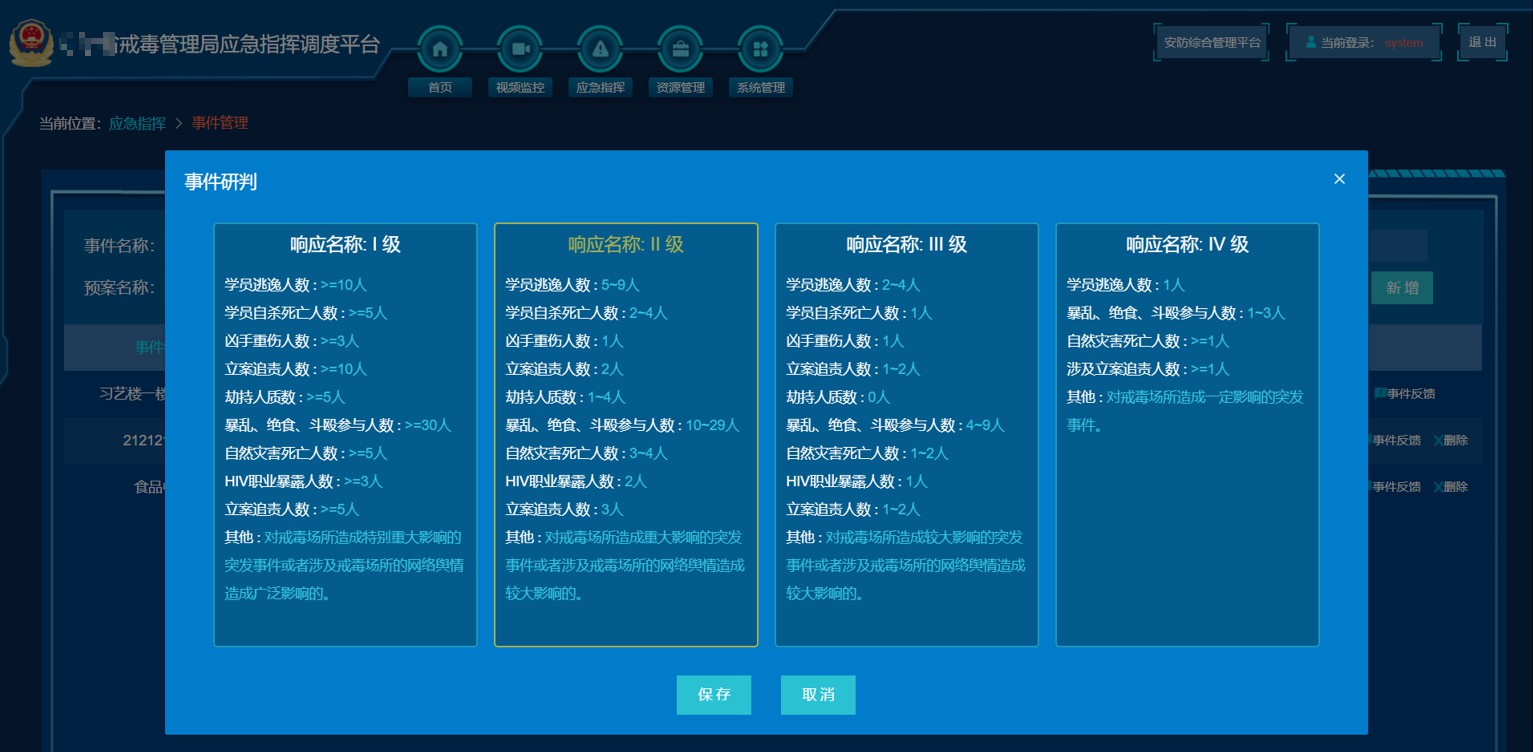 戒毒管理局应急指挥调度平台
首页
视频监控
应急指挥
资源管理
系统管理
安防综合管理平台
当前登录： system
退 出
当前位置： 应急指挥 > 事件管理
事件研判
×
事件名称：
预案名称：
新 增
事件
习艺楼一楼
21212
食品
事件反馈
事件反馈 删除
事件反馈 删除
响应名称: I 级
学员逃逸人数 : >=10人
学员自杀死亡人数 : >=5人
凶手重伤人数 : >=3人
立案追责人数 : >=10人
劫持人质数 : >=5人
暴乱、绝食、斗殴参与人数 : >=30人
自然灾害死亡人数 : >=5人
HIV职业暴露人数 : >=3人
立案追责人数 : >=5人
其他 : 对戒毒场所造成特别重大影响的
突发事件或者涉及戒毒场所的网络舆情
造成广泛影响的。
响应名称: II 级
学员逃逸人数 : 5~9人
学员自杀死亡人数 : 2~4人
凶手重伤人数 : 1人
立案追责人数 : 2人
劫持人质数 : 1~4人
暴乱、绝食、斗殴参与人数 : 10~29人
自然灾害死亡人数 : 3~4人
HIV职业暴露人数 : 2人
立案追责人数 : 3人
其他 : 对戒毒场所造成重大影响的突发
事件或者涉及戒毒场所的网络舆情造成
较大影响的。
响应名称: III 级
学员逃逸人数 : 2~4人
学员自杀死亡人数 : 1人
凶手重伤人数 : 1人
立案追责人数 : 1~2人
劫持人质数 : 0人
暴乱、绝食、斗殴参与人数 : 4~9人
自然灾害死亡人数 : 1~2人
HIV职业暴露人数 : 1人
立案追责人数 : 1~2人
其他 : 对戒毒场所造成较大影响的突发
事件或者涉及戒毒场所的网络舆情造成
较大影响的。
响应名称: IV 级
学员逃逸人数 : 1人
暴乱、绝食、斗殴参与人数 : 1~3人
自然灾害死亡人数 : >=1人
涉及立案追责人数 : >=1人
其他 : 对戒毒场所造成一定影响的突发
事件。
保 存
取 消